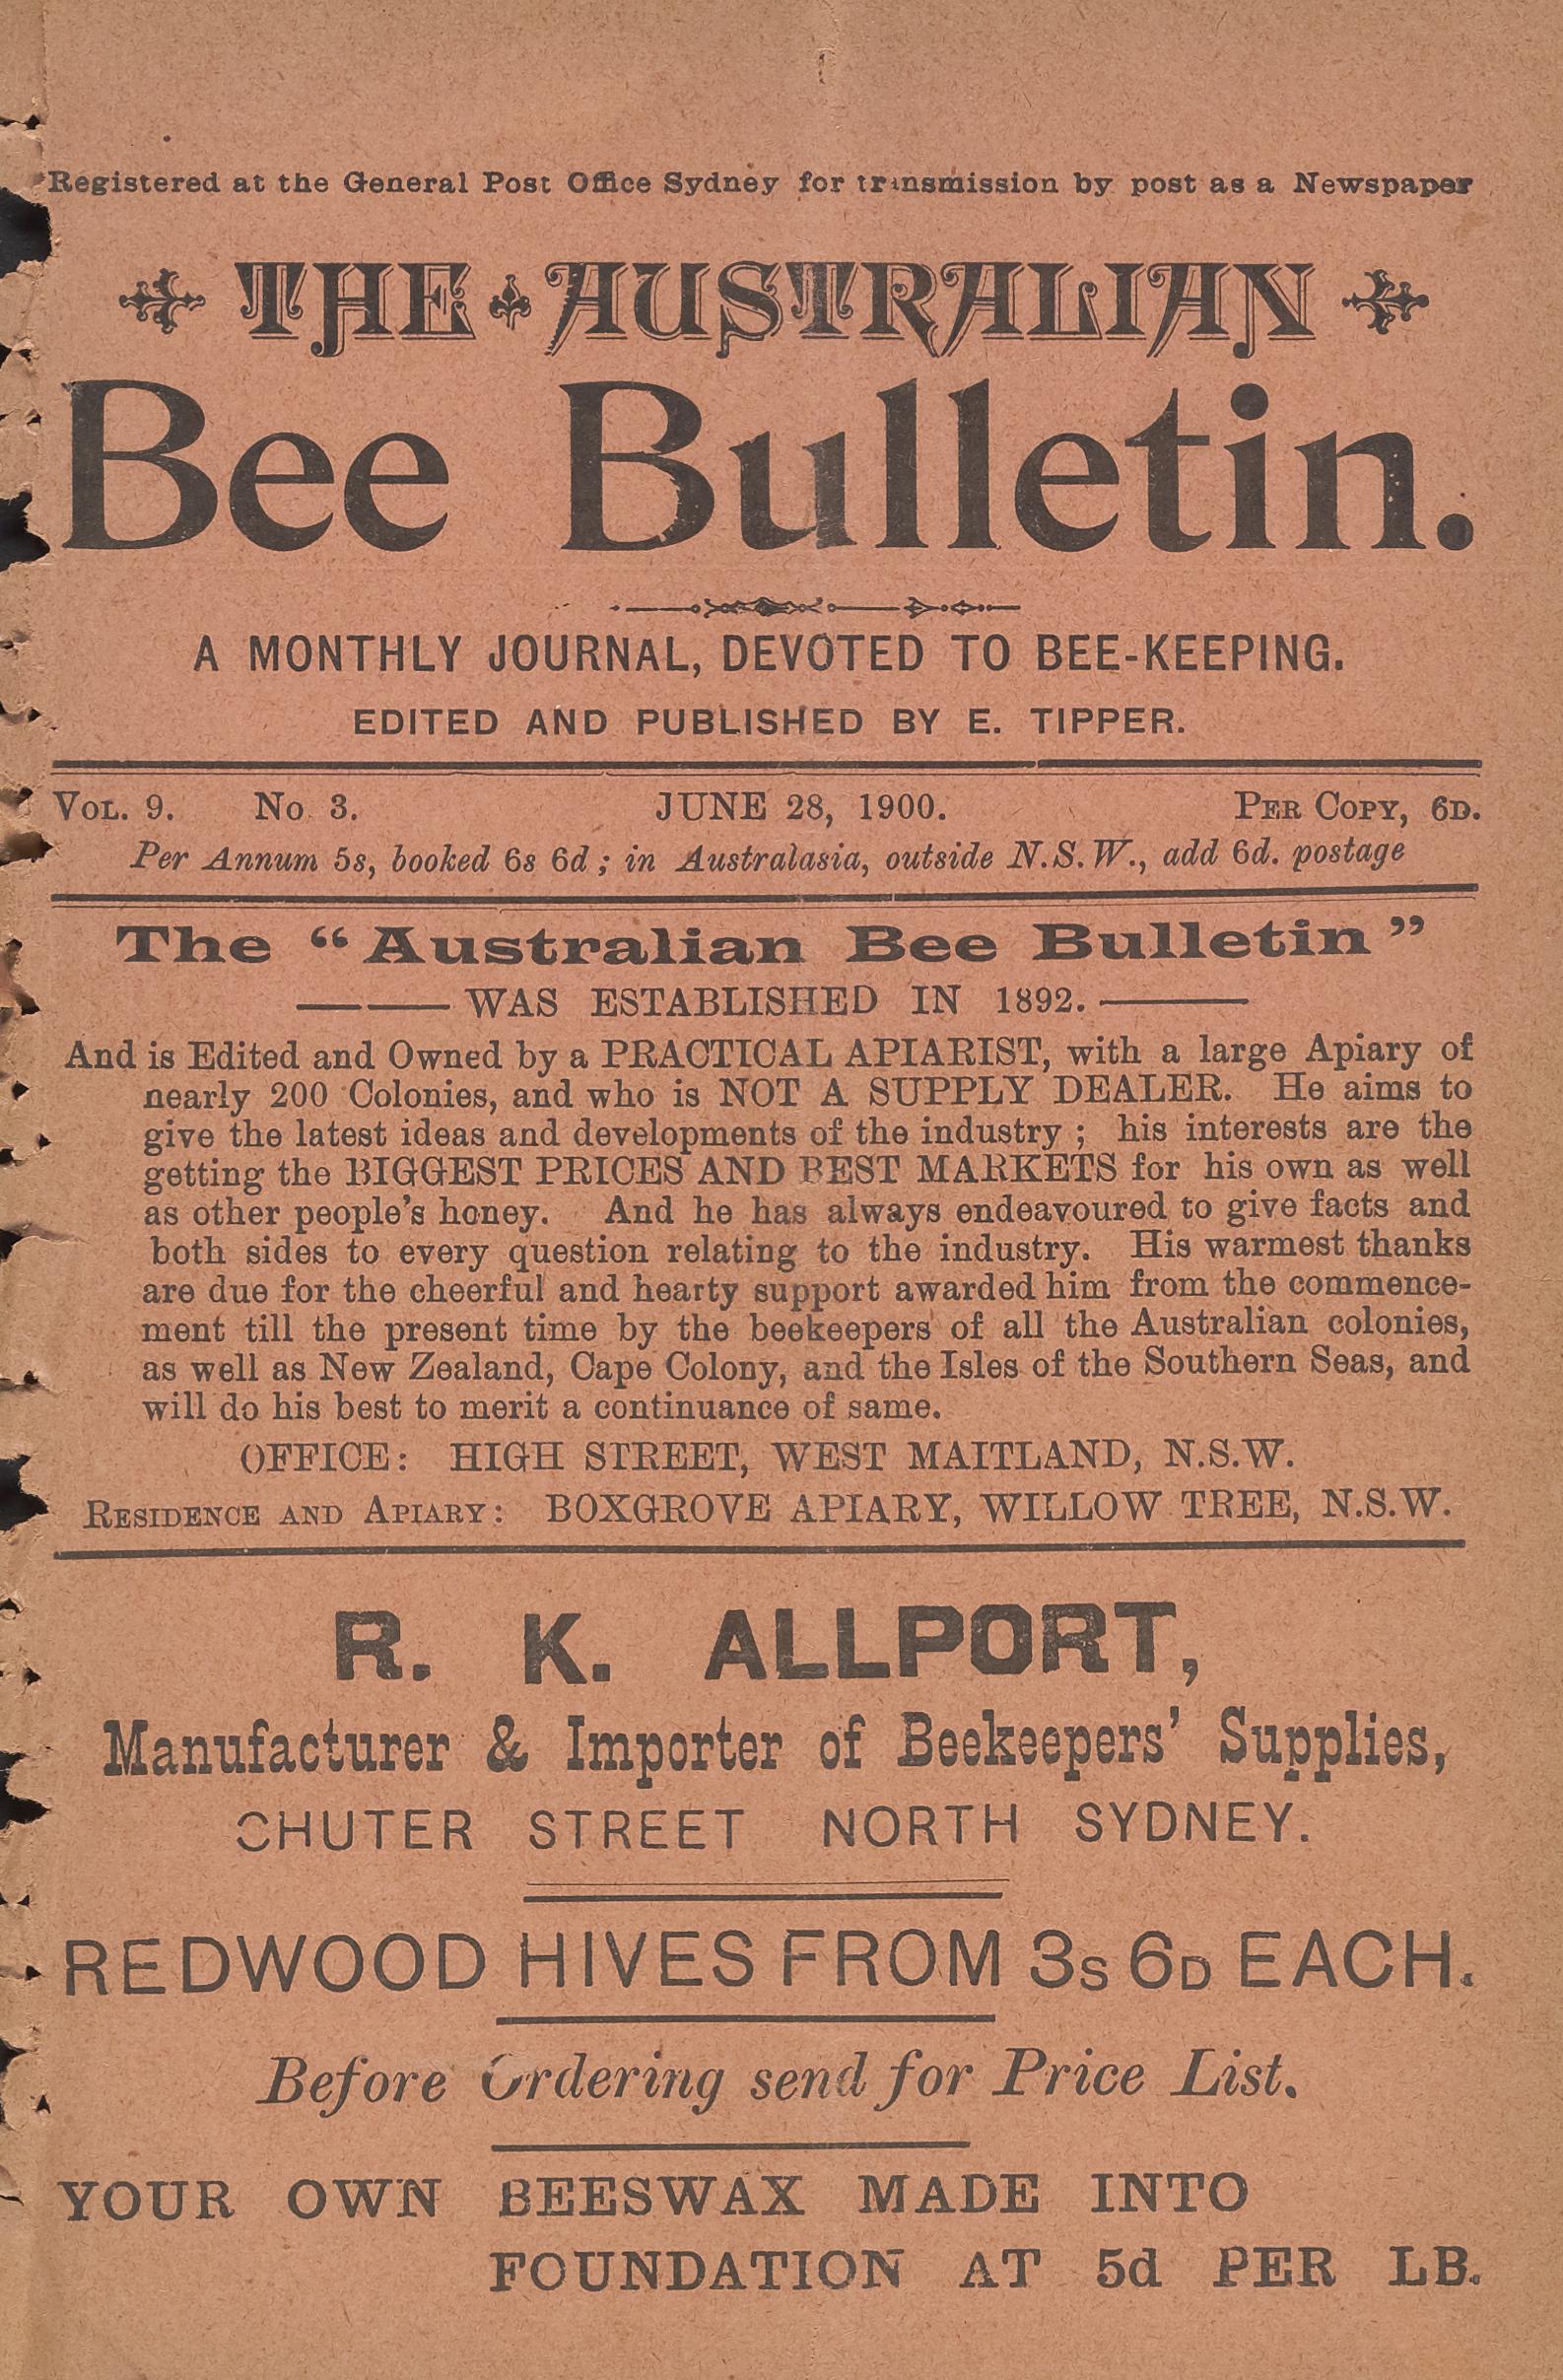 Registered at the General Post Office Sydney for transmission by post as a Newspaper
THE AUSTRALIAN
Bee Bulletin.
A MONTHLY JOURNAL, DEVOTED TO BEE-KEEPING.
EDITED AND PUBLISHED BY E. TIPPER.
VOL. 9. No. 3. JUNE 28, 1900. PER COPY, 6D.
Per Annum 5s, booked 6s 6d ; in Australasia, outside N.S.W., add 6d. postage
The “Australian Bee Bulletin”
WAS ESTABLISHED IN 1892.
And is Edited and Owned by a PRACTICAL APIARIST, with a large Apiary of
nearly 200 Colonies, and who is NOT A SUPPLY DEALER. He aims to
give the latest ideas and developments of the industry ; his interests are the
getting the BIGGEST PRICES AND BEST MARKETS for his own as well
as other people's honey. And he has always endeavoured to give facts and
both sides to every question relating to the industry. His warmest thanks
are due for the cheerful and hearty support awarded him from the commence-
ment till the present time by the beekeepers of all the Australian colonies,
as well as New Zealand, Cape Colony, and the Isles of the Southern Seas, and
will do his best to merit a continuance of same.
OFFICE: HIGH STREET, WEST MAITLAND, N.S.W.
RESIDENCE AND APIARY: BOXGROVE APIARY, WILLOW TREE, N.S.W.
R. K. ALLPORT,
Manufacturer & Importer of Beekeepers' Supplies,
CHUTER STREET NORTH SYDNEY.
REDWOOD HIVES FROM 3S 6D EACH.
Before Ordering send for Price List.
YOUR OWN BEESWAX MADE INTO
FOUNDATION AT 5d PER LB.